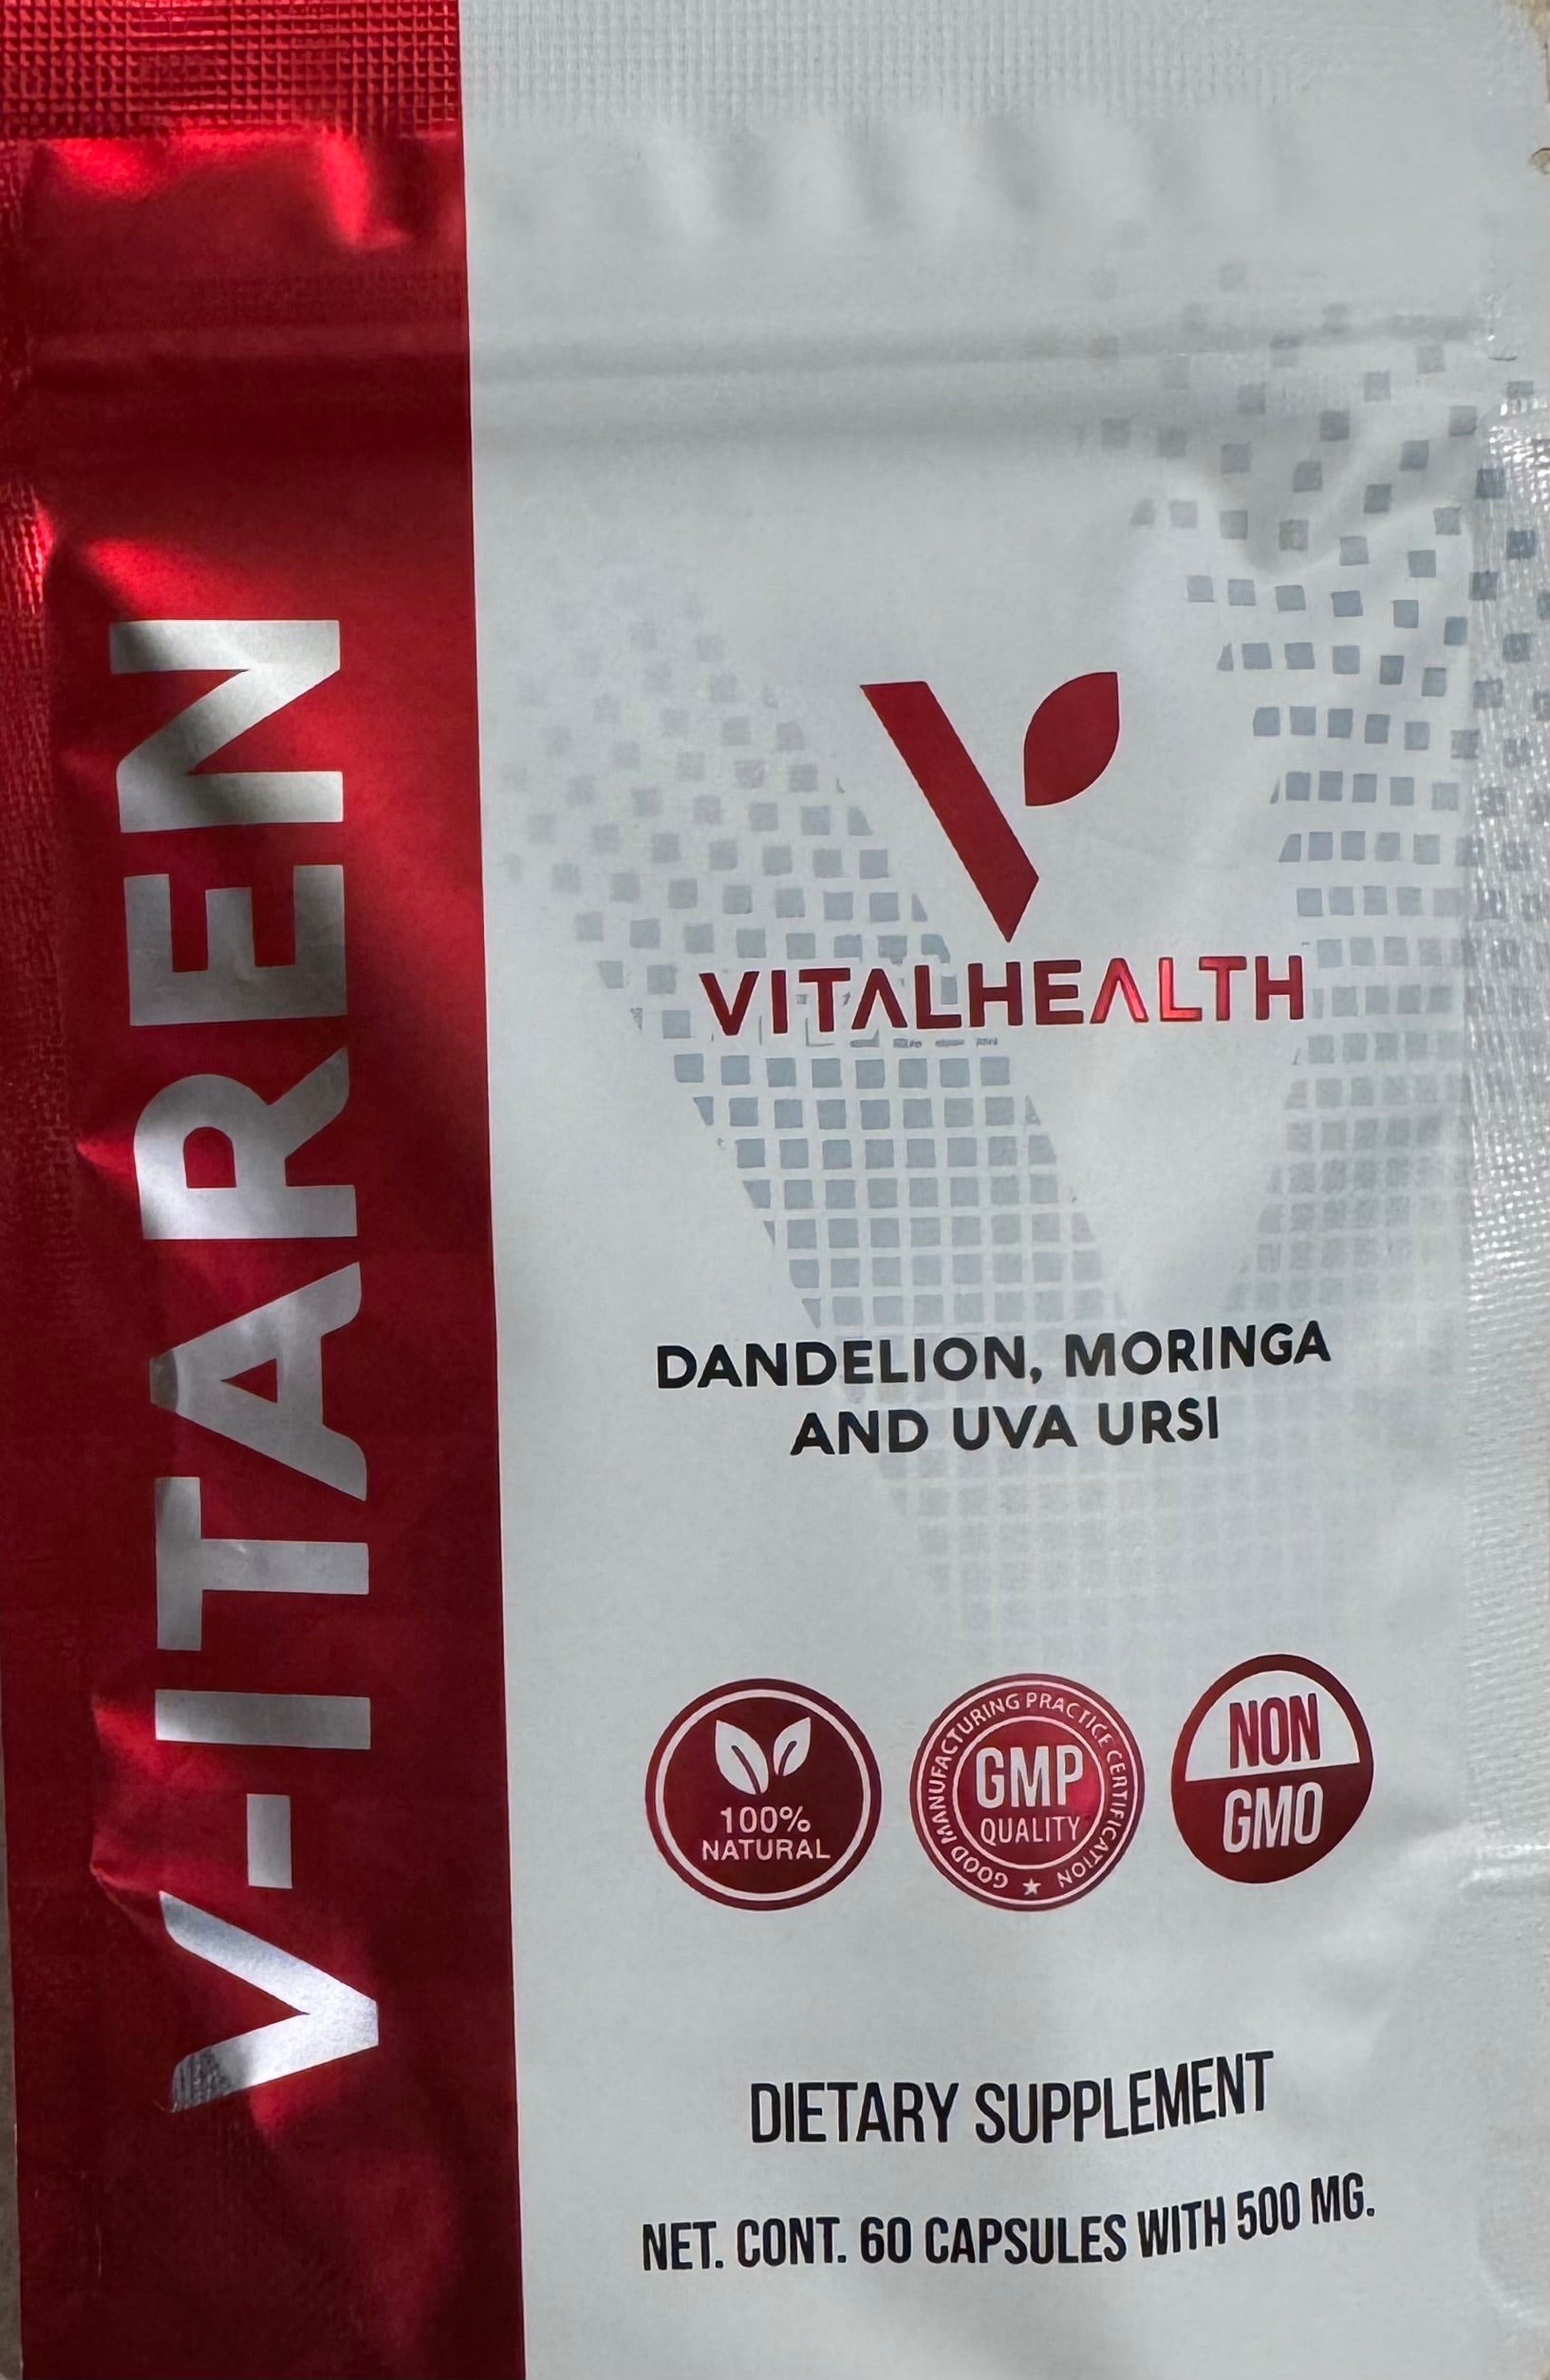 V-ITAREN
VITALHEALTH
DANDELION, MORINGA
AND UVA URSI
100%
NATURAL
GOOD MANUFACTURING PRACTICE CERTIFICATION
GMP
QUALITY
NON
GMO
DIETARY SUPPLEMENT
NET. CONT. 60 CAPSULES WITH 500 MG.